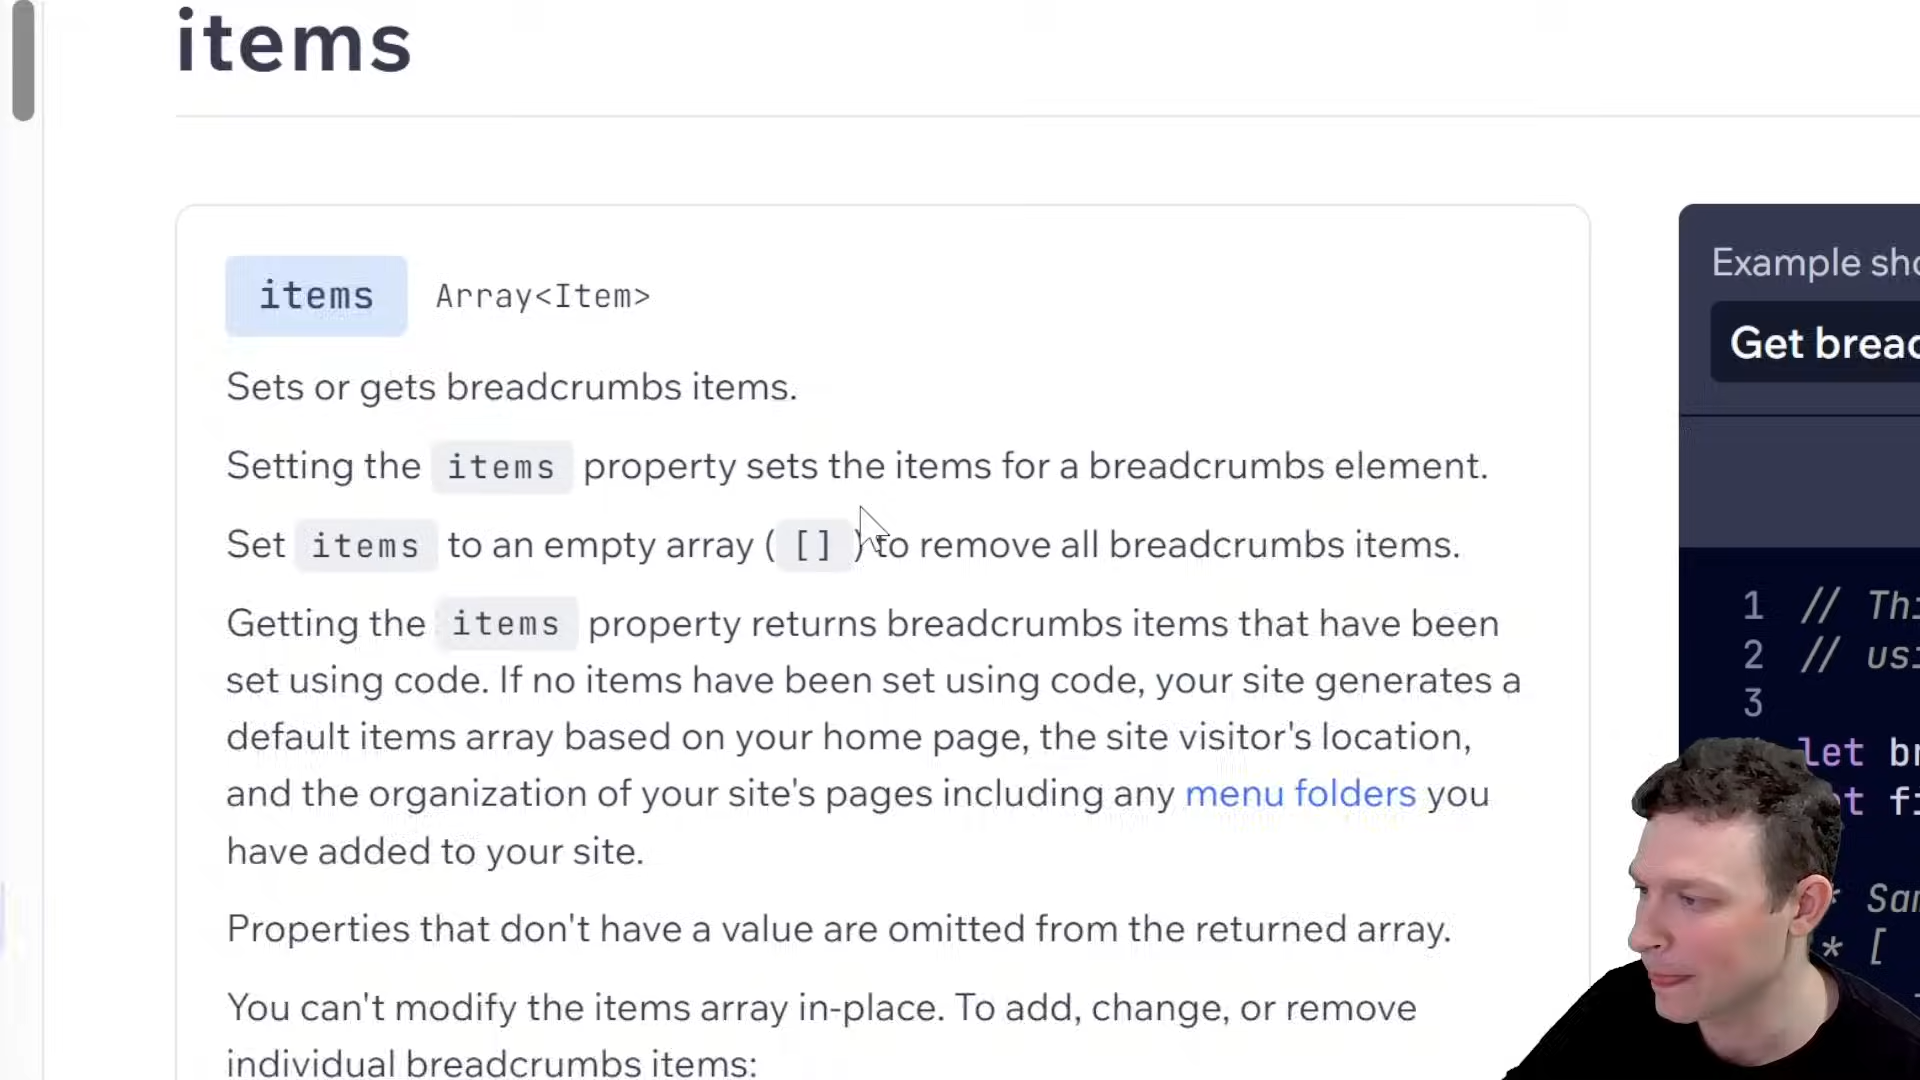 items
items Array<Item>
Sets or gets breadcrumbs items.
Setting the items property sets the items for a breadcrumbs element.
Set items to an empty array ( [] ) to remove all breadcrumbs items.
Getting the items property returns breadcrumbs items that have been
set using code. If no items have been set using code, your site generates a
default items array based on your home page, the site visitor's location,
and the organization of your site's pages including any menu folders you
have added to your site.
Properties that don't have a value are omitted from the returned array.
You can't modify the items array in-place. To add, change, or remove
individual breadcrumbs items:
Example sho
Get bread
1 // Thi
2 // usi
3
let br
t fi
* Sam
* [